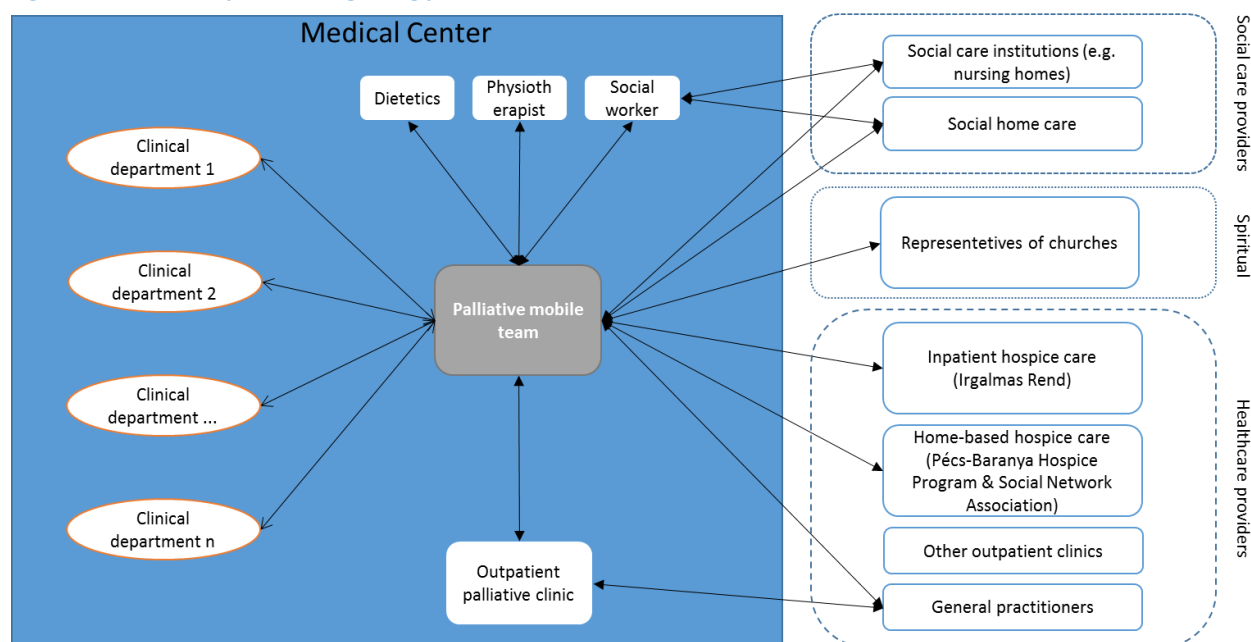 Medical Center
Dietetics
Physioth
erapist
Social
worker
Clinical
department 1
Clinical
department 2
Clinical
department ...
Clinical
department n
Palliative mobile
team
Outpatient
palliative clinic
Social care institutions (e.g.
nursing homes)
Social home care
Social care providers
Representetives of churches
Spiritual
Inpatient hospice care
(Irgalmas Rend)
Home-based hospice care
(Pécs-Baranya Hospice
Program & Social Network
Association)
Other outpatient clinics
General practitioners
Healthcare providers